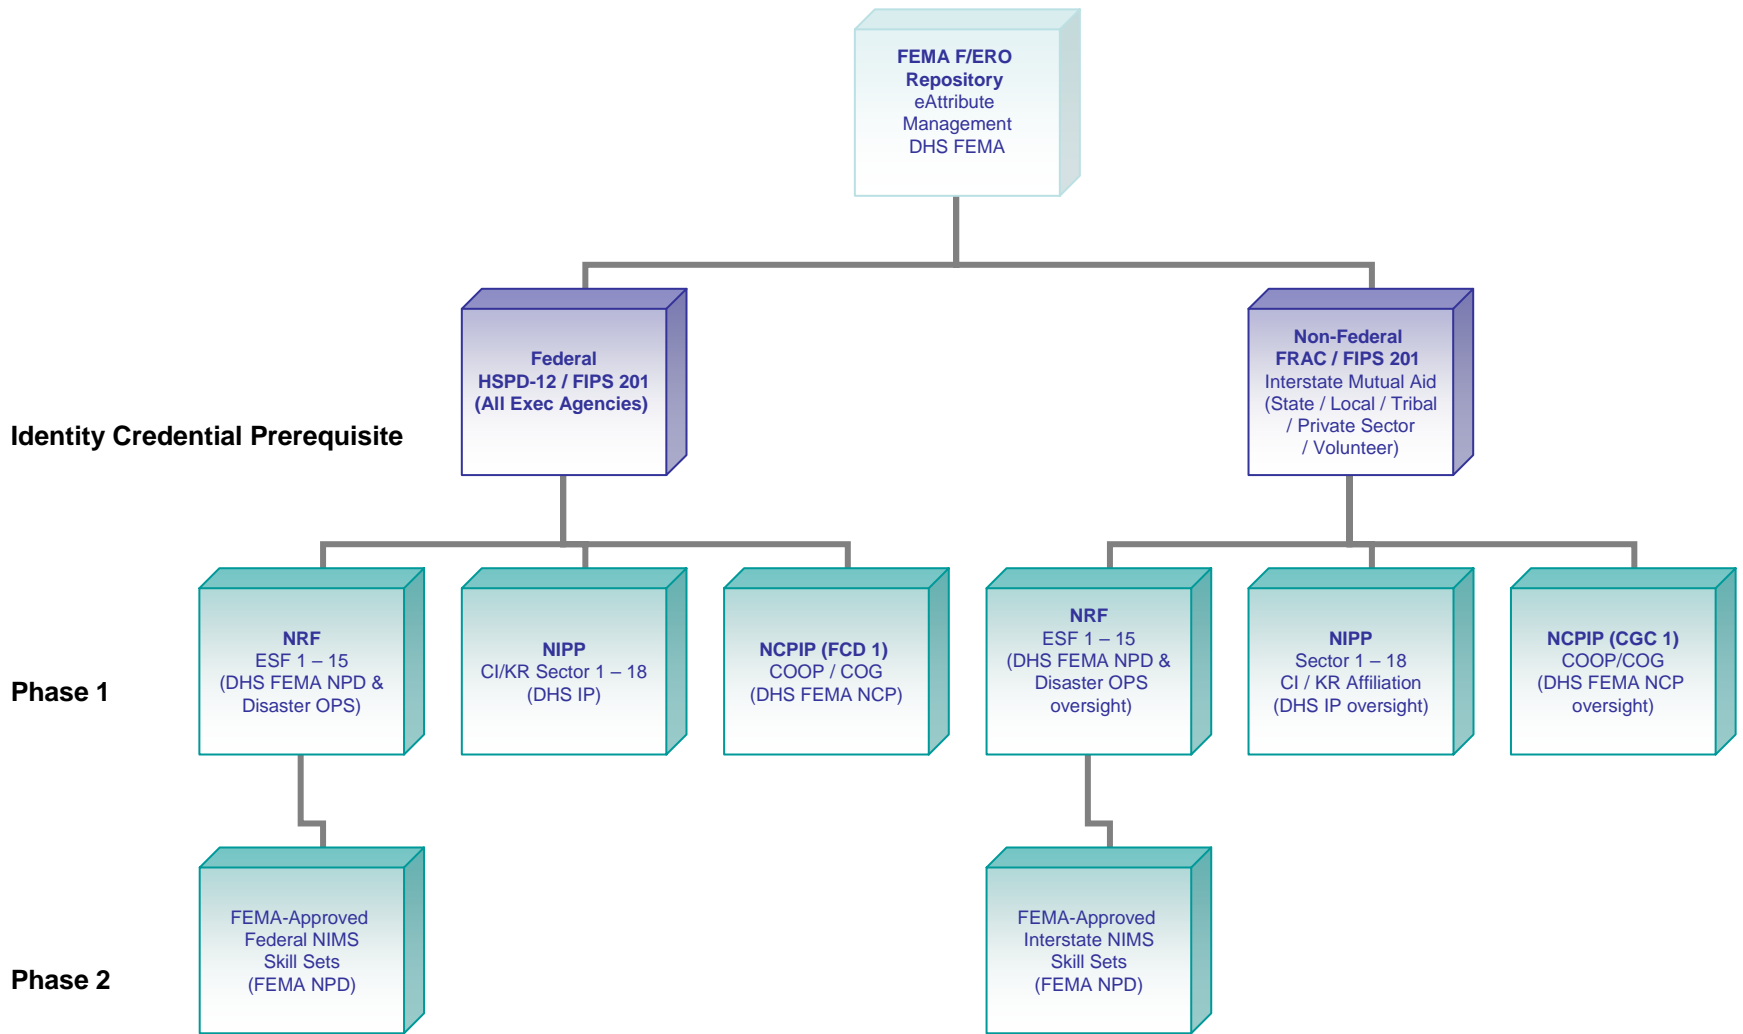 FEMA F/ERO
Repository
eAttribute
Management
DHS FEMA
Identity Credential Prerequisite
Federal
HSPD-12 / FIPS 201
(All Exec Agencies)
Non-Federal
FRAC / FIPS 201
Interstate Mutual Aid
(State / Local / Tribal
/ Private Sector
/ Volunteer)
Phase 1
NRF
ESF 1 – 15
(DHS FEMA NPD &
Disaster OPS)
NIPP
CI/KR Sector 1 – 18
(DHS IP)
NCPIP (FCD 1)
COOP / COG
(DHS FEMA NCP)
NRF
ESF 1 – 15
(DHS FEMA NPD &
Disaster OPS
oversight)
NIPP
Sector 1 – 18
CI / KR Affiliation
(DHS IP oversight)
NCPIP (CGC 1)
COOP/COG
(DHS FEMA NCP
oversight)
Phase 2
FEMA-Approved
Federal NIMS
Skill Sets
(FEMA NPD)
FEMA-Approved
Interstate NIMS
Skill Sets
(FEMA NPD)